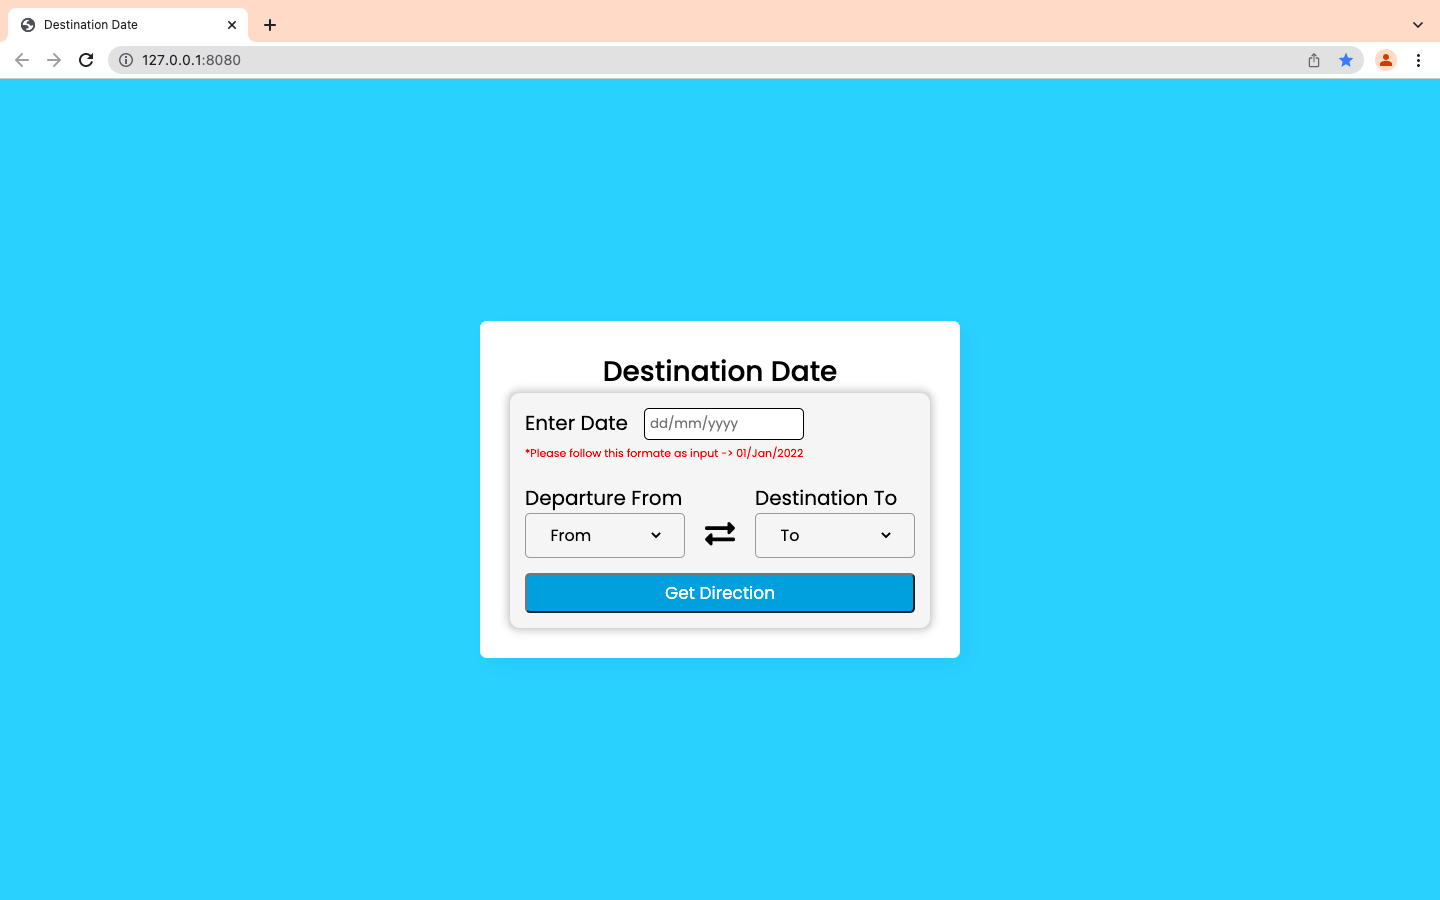 Destination Date
127.0.0.1:8080
Destination Date
Enter Date dd/mm/yyyy
*Please follow this formate as input -> 01/Jan/2022
Departure From Destination To
From To
Get Direction